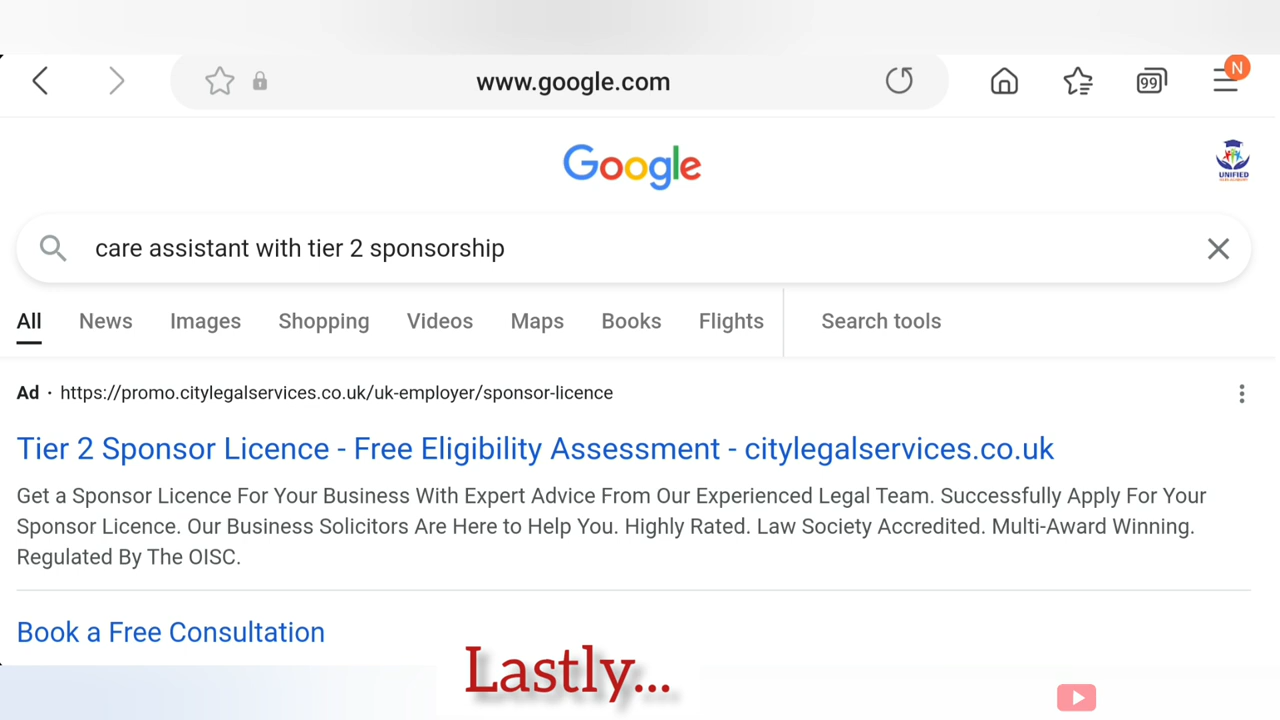 www.google.com
99
N
Google
UNIFIED
care assistant with tier 2 sponsorship
All News Images Shopping Videos Maps Books Flights Search tools
Ad · https://promo.citylegalservices.co.uk/uk-employer/sponsor-licence
Tier 2 Sponsor Licence - Free Eligibility Assessment - citylegalservices.co.uk
Get a Sponsor Licence For Your Business With Expert Advice From Our Experienced Legal Team. Successfully Apply For Your
Sponsor Licence. Our Business Solicitors Are Here to Help You. Highly Rated. Law Society Accredited. Multi-Award Winning.
Regulated By The OISC.
Book a Free Consultation
Lastly...